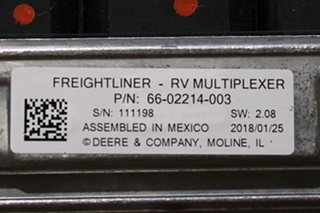 FREIGHTLINER - RV MULTIPLEXER
P/N: 66-02214-003
S/N: 111198 SW: 2.08
ASSEMBLED IN MEXICO 2018/01/25
©DEERE & COMPANY, MOLINE, IL